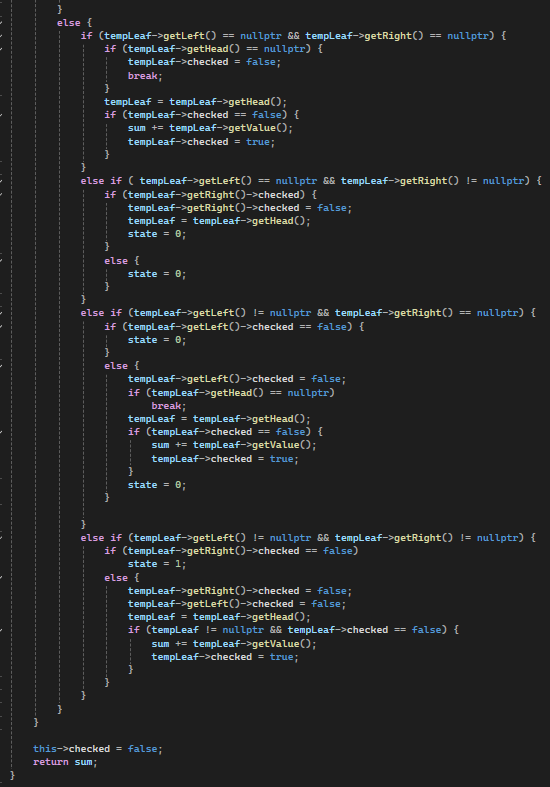 }
        else {
            if (tempLeaf->getLeft() == nullptr && tempLeaf->getRight() == nullptr) {
                if (tempLeaf->getHead() == nullptr) {
                    tempLeaf->checked = false;
                    break;
                }
                tempLeaf = tempLeaf->getHead();
                if (tempLeaf->checked == false) {
                    sum += tempLeaf->getValue();
                    tempLeaf->checked = true;
                }
            }
            else if ( tempLeaf->getLeft() == nullptr && tempLeaf->getRight() != nullptr) {
                if (tempLeaf->getRight()->checked) {
                    tempLeaf->getRight()->checked = false;
                    tempLeaf = tempLeaf->getHead();
                    state = 0;
                }
                else {
                    state = 0;
                }
            }
            else if (tempLeaf->getLeft() != nullptr && tempLeaf->getRight() == nullptr) {
                if (tempLeaf->getLeft()->checked == false) {
                    state = 0;
                }
                else {
                    tempLeaf->getLeft()->checked = false;
                    if (tempLeaf->getHead() == nullptr)
                        break;
                    tempLeaf = tempLeaf->getHead();
                    if (tempLeaf->checked == false) {
                        sum += tempLeaf->getValue();
                        tempLeaf->checked = true;
                    }
                    state = 0;
                }

            }
            else if (tempLeaf->getLeft() != nullptr && tempLeaf->getRight() != nullptr) {
                if (tempLeaf->getRight()->checked == false)
                    state = 1;
                else {
                    tempLeaf->getRight()->checked = false;
                    tempLeaf->getLeft()->checked = false;
                    tempLeaf = tempLeaf->getHead();
                    if (tempLeaf != nullptr && tempLeaf->checked == false) {
                        sum += tempLeaf->getValue();
                        tempLeaf->checked = true;
                    }
                }
            }
        }
    }

    this->checked = false;
    return sum;
}